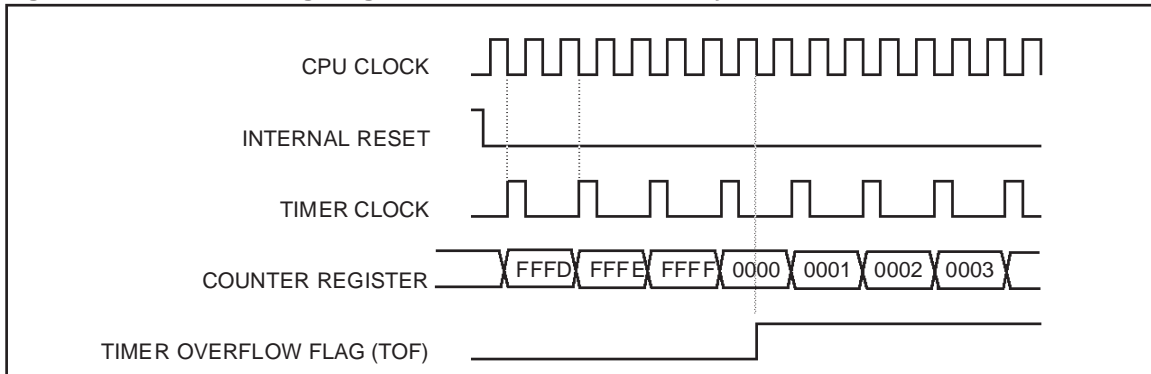 CPU CLOCK
INTERNAL RESET
TIMER CLOCK
COUNTER REGISTER
FFFD FFFE FFFF 0000 0001 0002 0003
TIMER OVERFLOW FLAG (TOF)